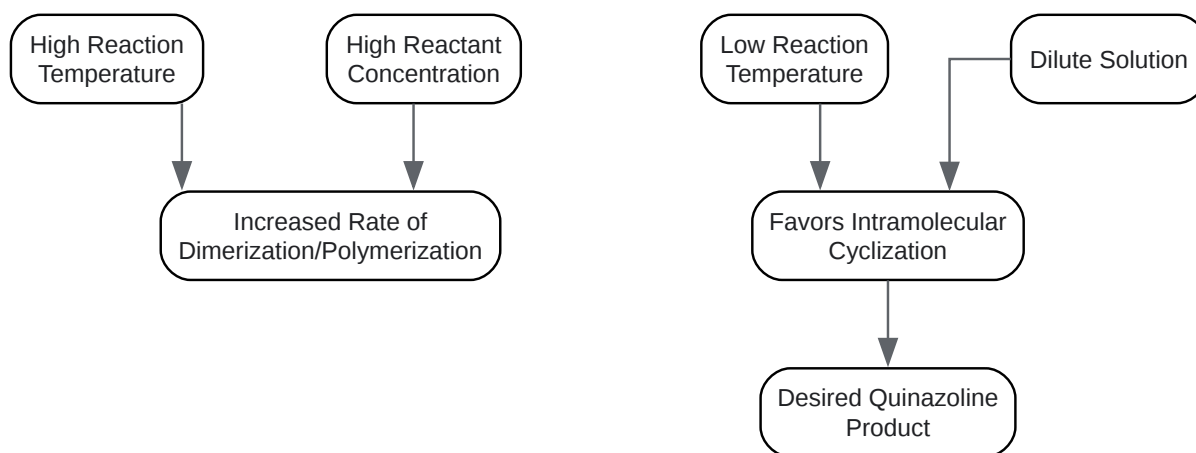 High Reaction
Temperature
High Reactant
Concentration
Low Reaction
Temperature
Dilute Solution
Increased Rate of
Dimerization/Polymerization
Favors Intramolecular
Cyclization
Desired Quinazoline
Product